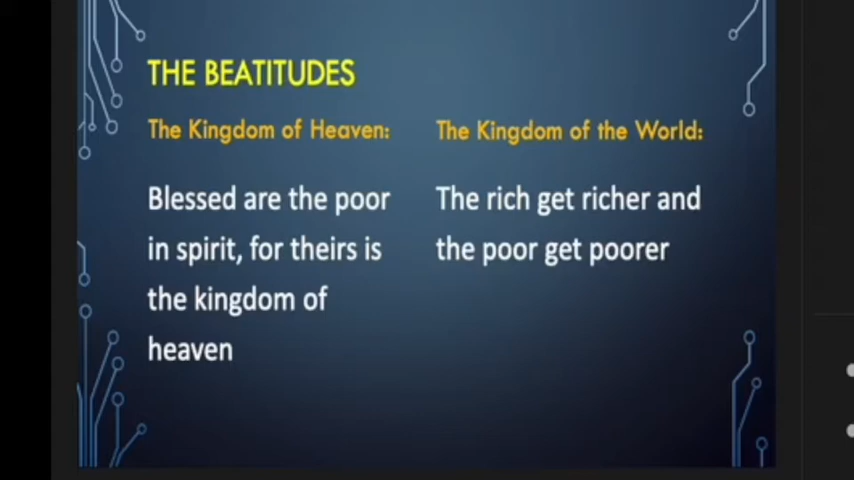 THE BEATITUDES
The Kingdom of Heaven:
Blessed are the poor
in spirit, for theirs is
the kingdom of
heaven
The Kingdom of the World:
The rich get richer and
the poor get poorer